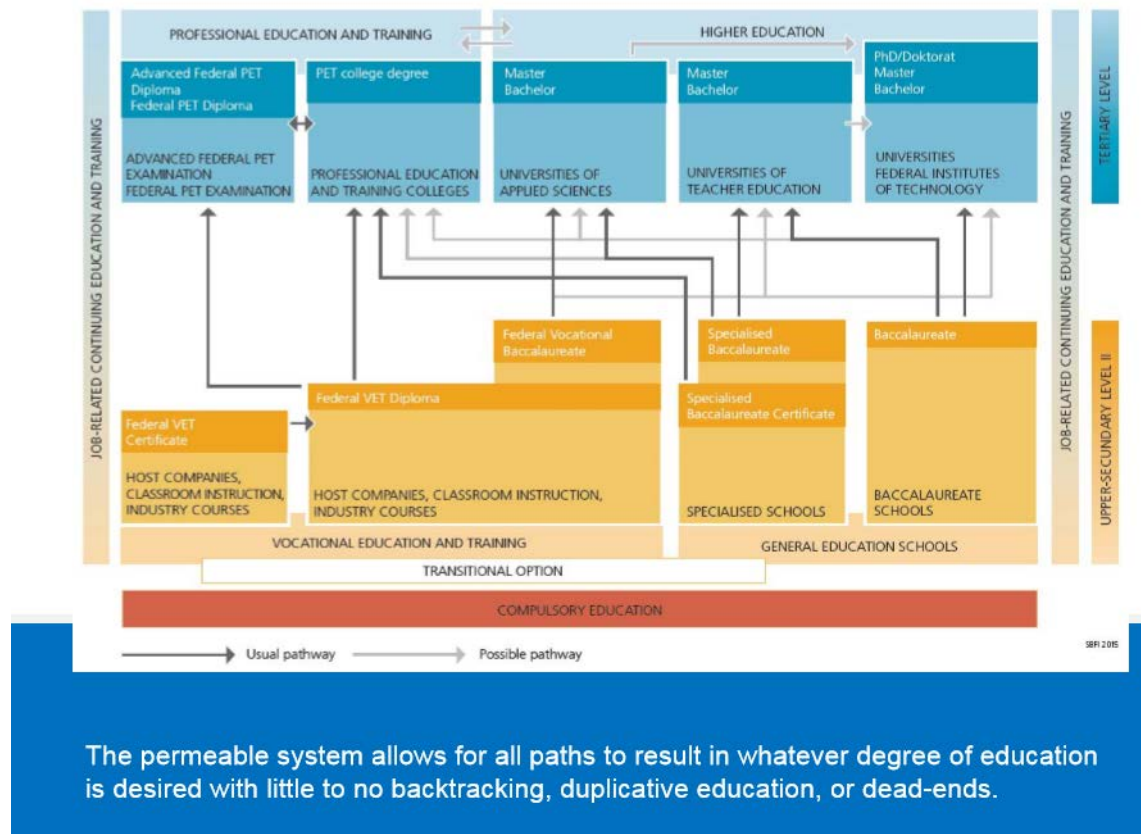 PROFESSIONAL EDUCATION AND TRAINING
HIGHER EDUCATION
JOB-RELATED CONTINUING EDUCATION AND TRAINING
Advanced Federal PET
Diploma
Federal PET Diploma
ADVANCED FEDERAL PET
EXAMINATION
FEDERAL PET EXAMINATION
PET college degree
PROFESSIONAL EDUCATION
AND TRAINING COLLEGES
Master
Bachelor
UNIVERSITIES OF
APPLIED SCIENCES
Master
Bachelor
UNIVERSITIES OF
TEACHER EDUCATION
PhD/Doktorat
Master
Bachelor
UNIVERSITIES
FEDERAL INSTITUTES
OF TECHNOLOGY
JOB-RELATED CONTINUING EDUCATION AND TRAINING
TERTIARY LEVEL
Federal VET
Certificate
HOST COMPANIES,
CLASSROOM INSTRUCTION,
INDUSTRY COURSES
Federal Vocational
Baccalaureate
Federal VET Diploma
HOST COMPANIES, CLASSROOM INSTRUCTION,
INDUSTRY COURSES
Specialised
Baccalaureate
Specialised
Baccalaureate Certificate
SPECIALISED SCHOOLS
Baccalaureate
BACCALAUREATE
SCHOOLS
UPPER-SECUNDARY LEVEL II
VOCATIONAL EDUCATION AND TRAINING
GENERAL EDUCATION SCHOOLS
TRANSITIONAL OPTION
COMPULSORY EDUCATION
Usual pathway
Possible pathway
SBFI 2015
The permeable system allows for all paths to result in whatever degree of education
is desired with little to no backtracking, duplicative education, or dead-ends.